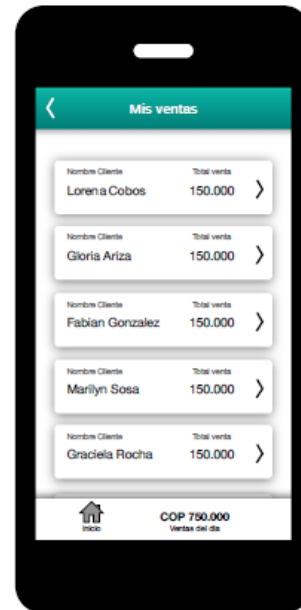 Mis ventas
Nombre Cliente Total venta
Lorena Cobos 150.000
Nombre Cliente Total venta
Gloria Ariza 150.000
Nombre Cliente Total venta
Fabian Gonzalez 150.000
Nombre Cliente Total venta
Marilyn Sosa 150.000
Nombre Cliente Total venta
Graciela Rocha 150.000
Inicio COP 750.000
Ventas del dia